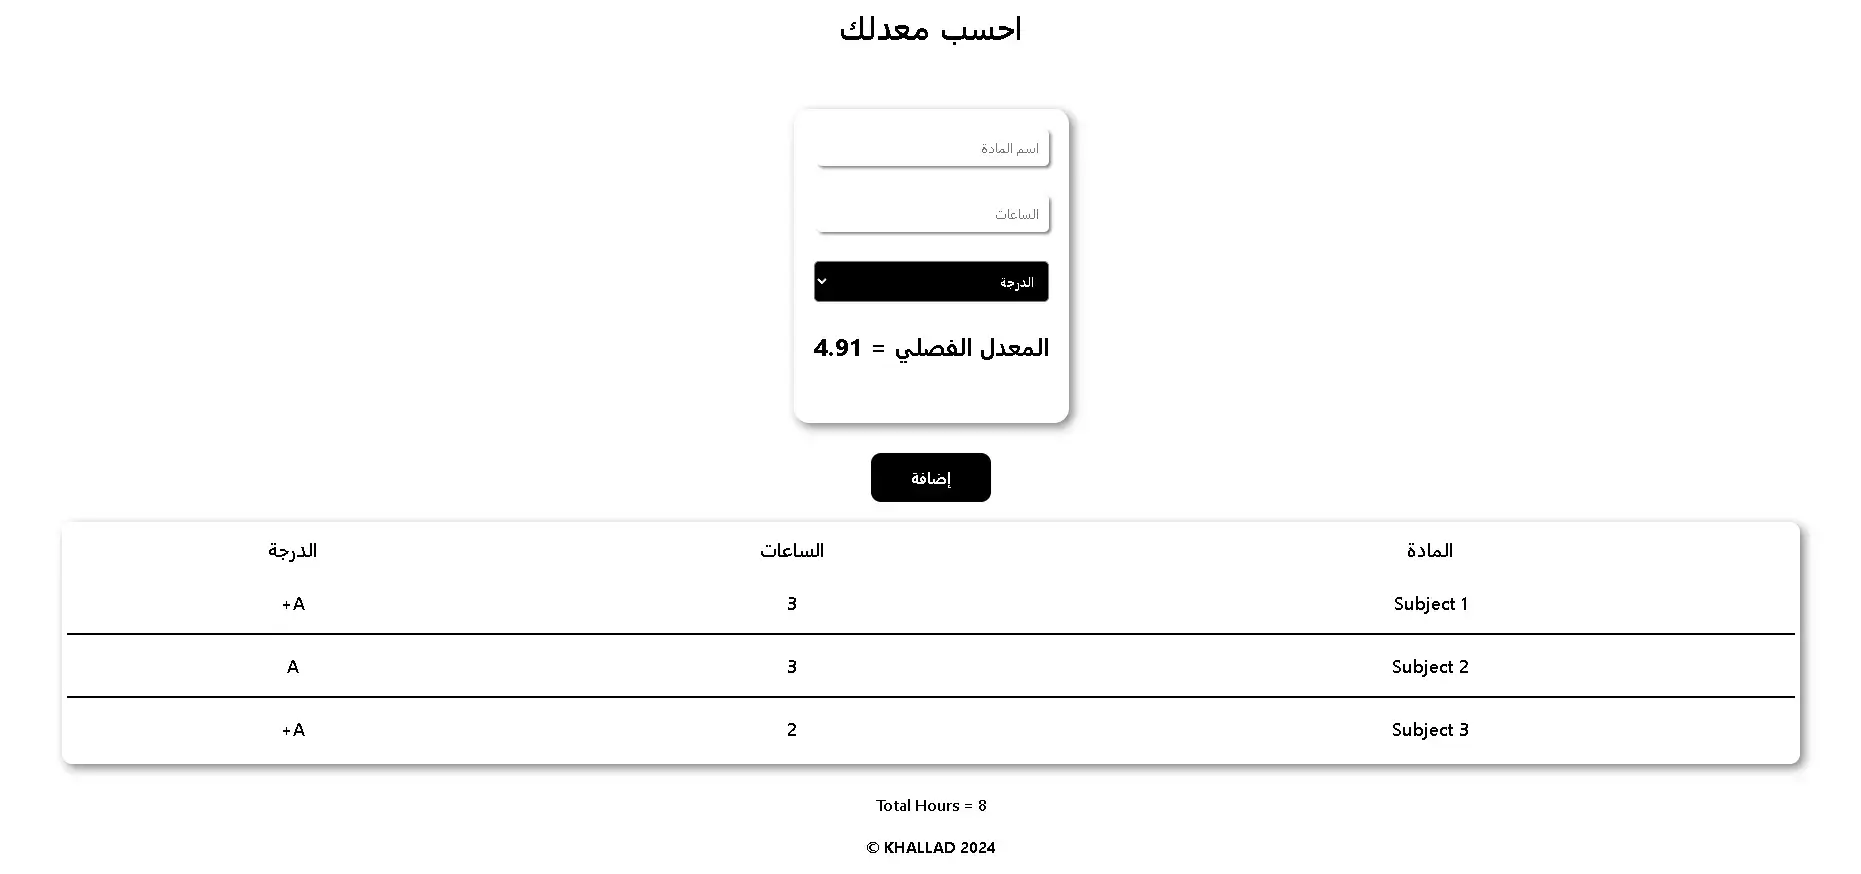 احسب معدلك
اسم المادة
الساعات
الدرجة
المعدل الفصلي = 4.91
إضافة
المادة الساعات الدرجة
Subject 1 3 +A
Subject 2 3 A
Subject 3 2 +A
Total Hours = 8
© KHALLAD 2024